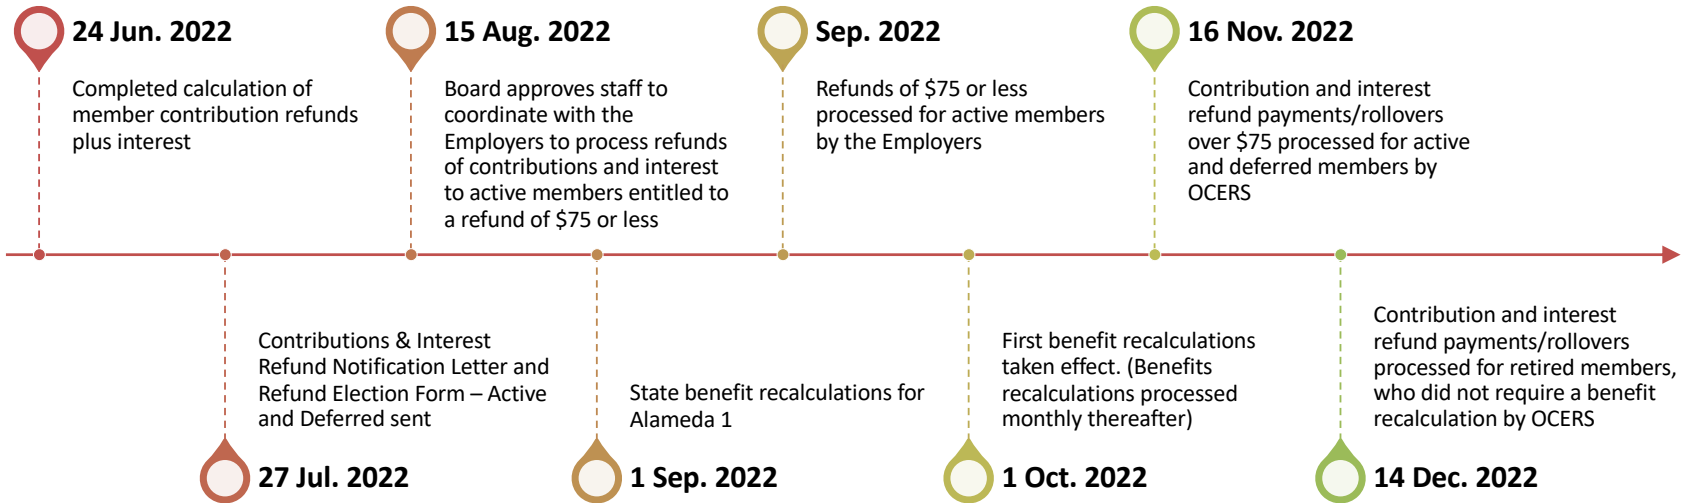 24 Jun. 2022
Completed calculation of
member contribution refunds
plus interest
15 Aug. 2022
Board approves staff to
coordinate with the
Employers to process refunds
of contributions and interest
to active members entitled to
a refund of $75 or less
Sep. 2022
Refunds of $75 or less
processed for active members
by the Employers
16 Nov. 2022
Contribution and interest
refund payments/rollovers
over $75 processed for active
and deferred members by
OCERS
Contributions & Interest
Refund Notification Letter and
Refund Election Form – Active
and Deferred sent
27 Jul. 2022
State benefit recalculations for
Alameda 1
1 Sep. 2022
First benefit recalculations
taken effect. (Benefits
recalculations processed
monthly thereafter)
1 Oct. 2022
Contribution and interest
refund payments/rollovers
processed for retired members,
who did not require a benefit
recalculation by OCERS
14 Dec. 2022